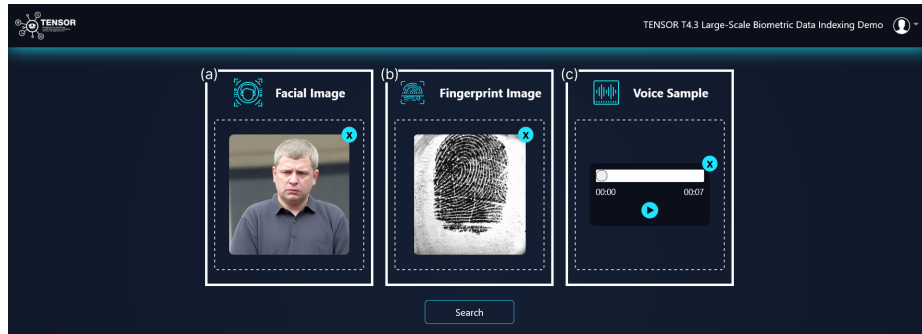 TENSOR
TENSOR T4.3 Large-Scale Biometric Data Indexing Demo
(a)
Facial Image
X
(b)
Fingerprint Image
X
(c)
Voice Sample
X
00:00 00:07
Search